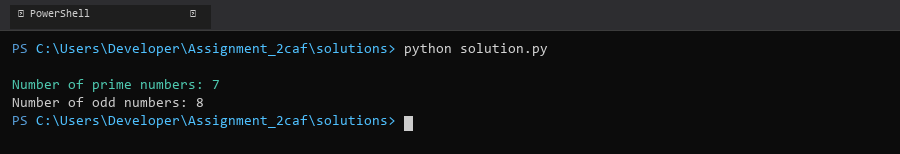 PowerShell
PS C:\Users\Developer\Assignment_2caf\solutions> python solution.py
Number of prime numbers: 7
Number of odd numbers: 8
PS C:\Users\Developer\Assignment_2caf\solutions>